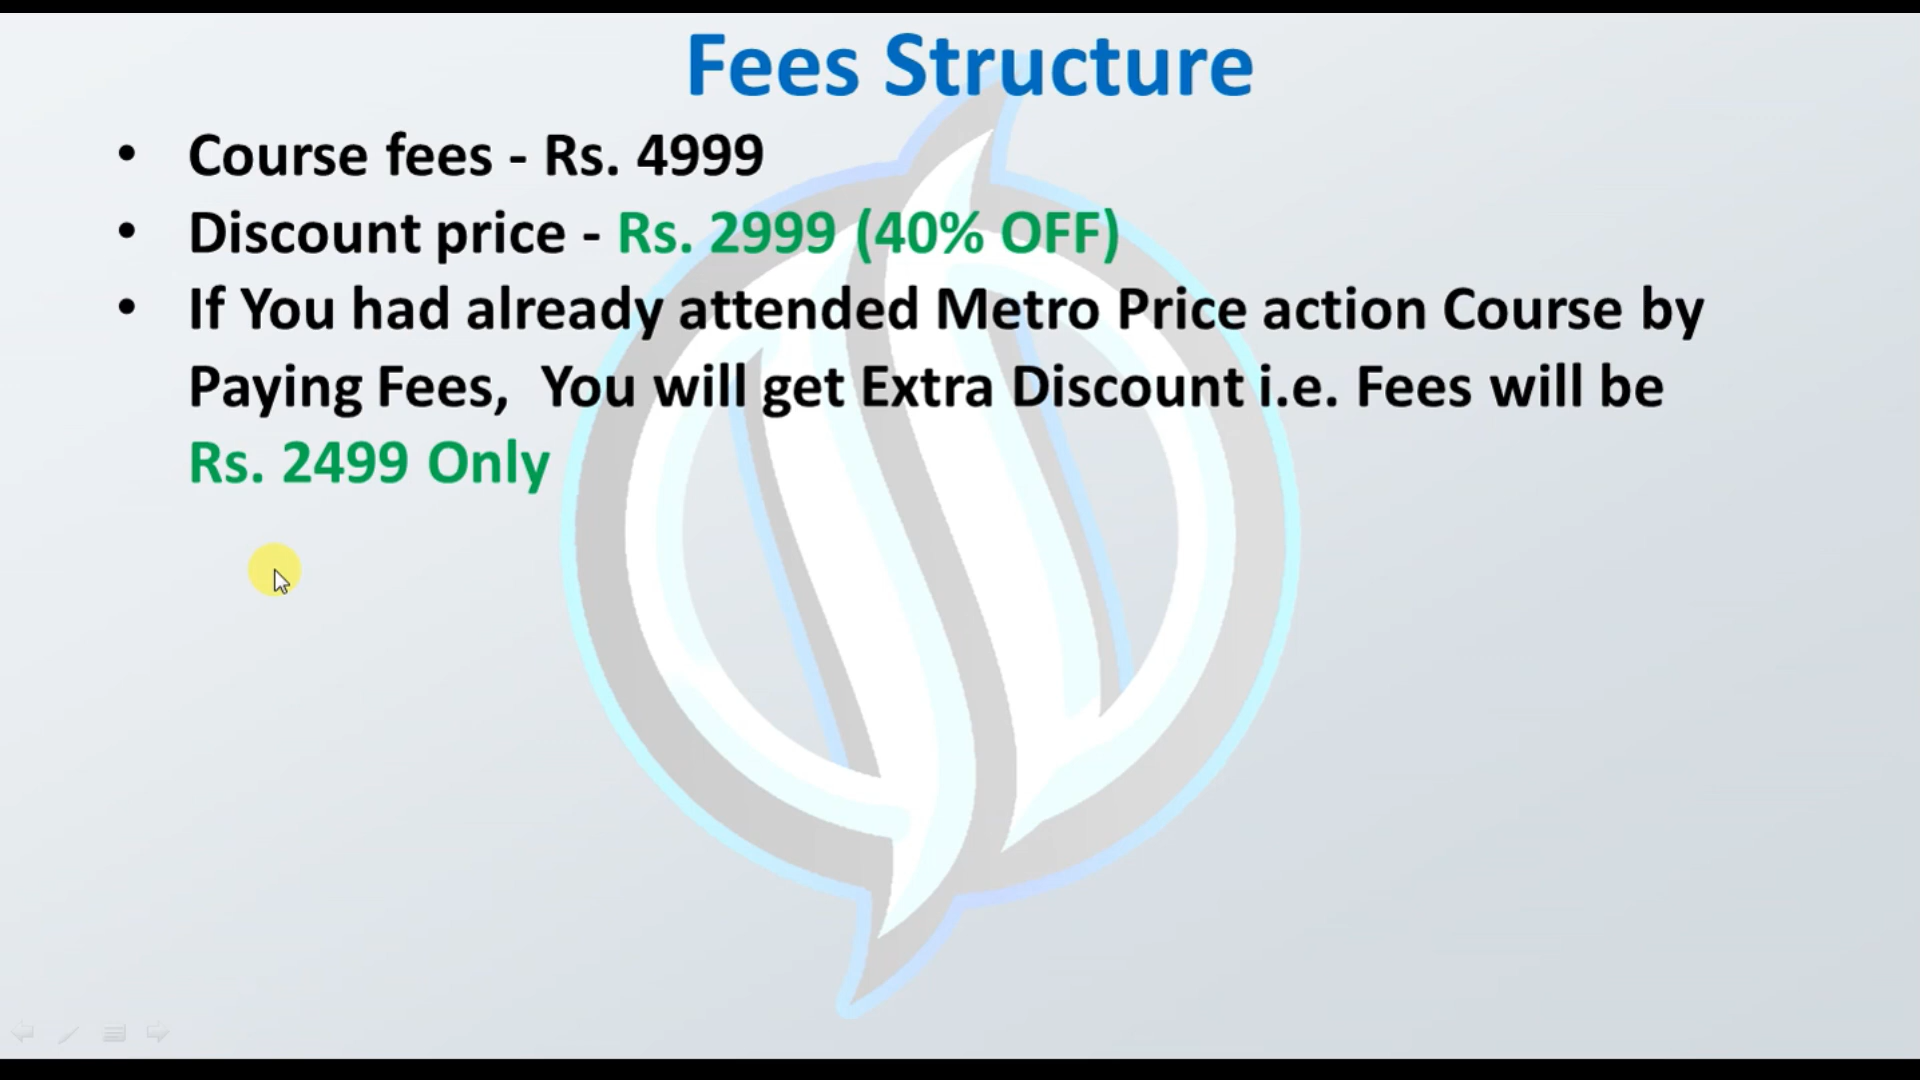 Fees Structure
• Course fees - Rs. 4999
• Discount price - Rs. 2999 (40% OFF)
• If You had already attended Metro Price action Course by
Paying Fees, You will get Extra Discount i.e. Fees will be
Rs. 2499 Only